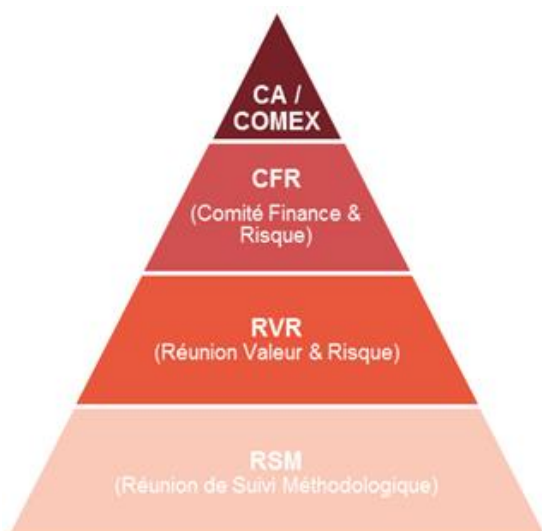 CA /
COMEX
CFR
(Comité Finance &
Risque)
RVR
(Réunion Valeur & Risque)
RSM
(Réunion de Suivi Méthodologique)